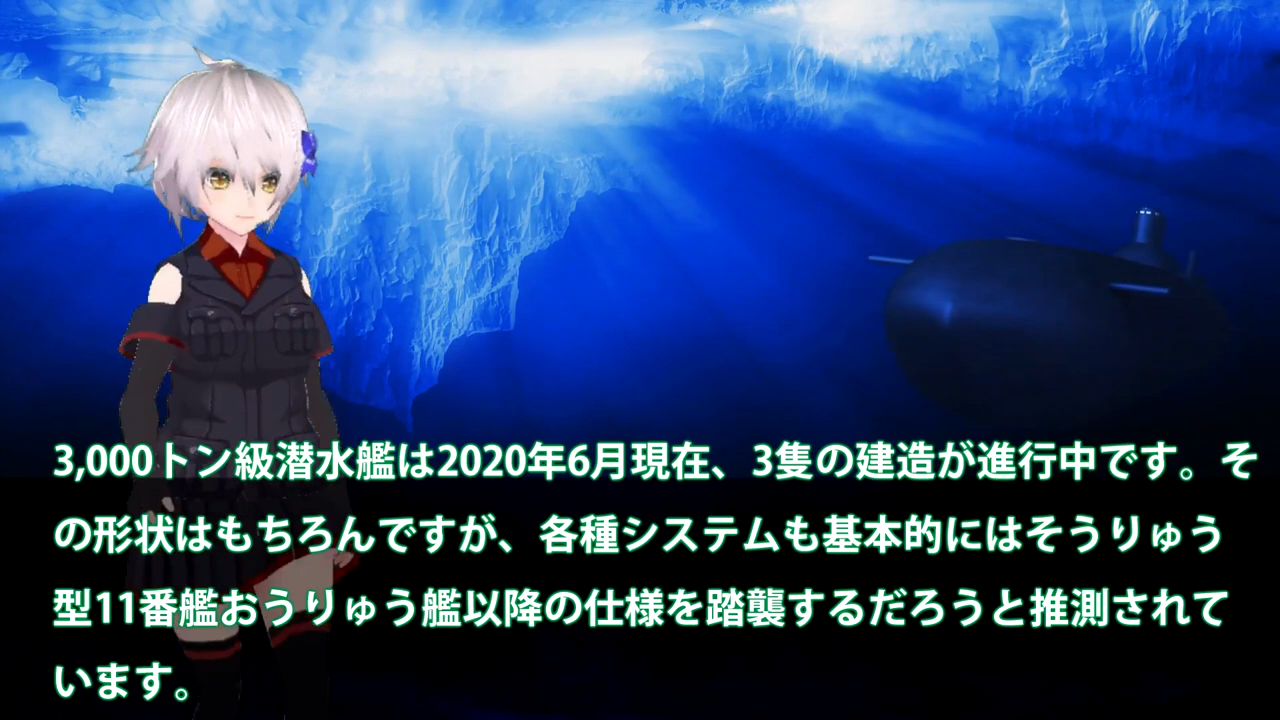 3,000トン級潜水艦は2020年6月現在、3隻の建造が進行中です。そ
の形状はもちろんですが、各種システムも基本的にはそうりゅう
型11番艦おうりゅう艦以降の仕様を踏襲するだろうと推測されて
います。